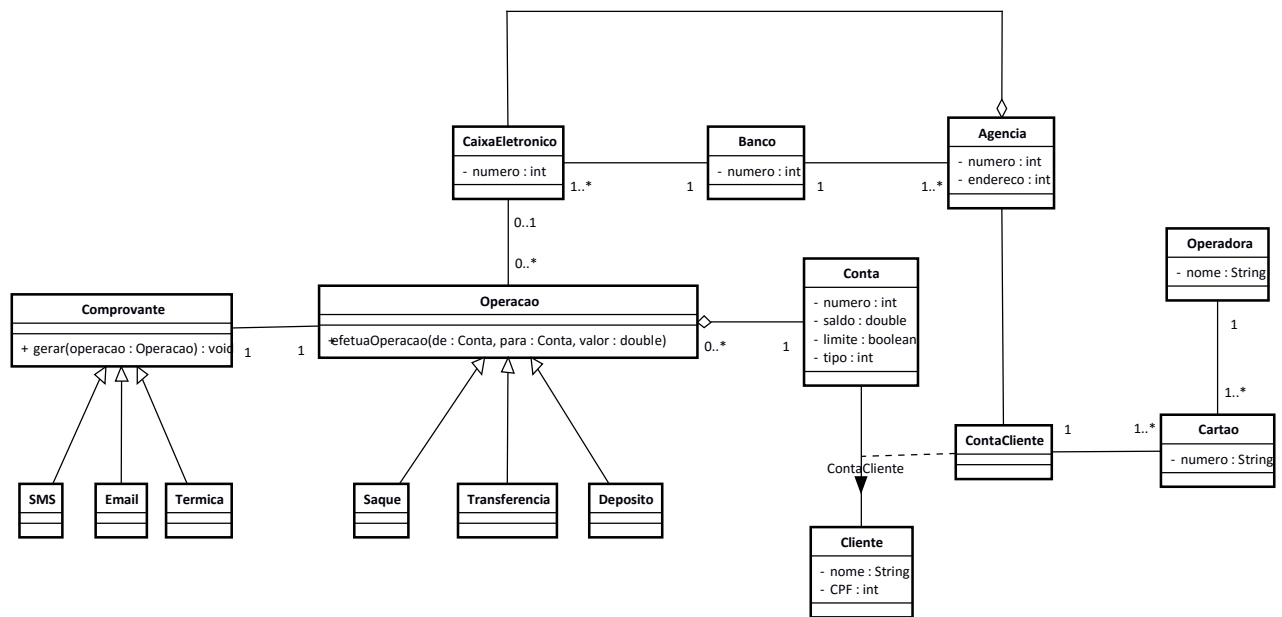 CaixaEletronico
- numero : int
Banco
- numero : int
Agencia
- numero : int
- endereco : int
1..*
1
1
1..*
0..1
0..*
Operadora
- nome : String
1
1..*
Comprovante
+ gerar(operacao : Operacao) : void
1
1
Operacao
+efetuaOperacao(de : Conta, para : Conta, valor : double)
0..*
1
Conta
- numero : int
- saldo : double
- limite : boolean
- tipo : int
ContaCliente
ContaCliente
1
1..*
Cartao
- numero : String
SMS
Email
Termica
Saque
Transferencia
Deposito
Cliente
- nome : String
- CPF : int